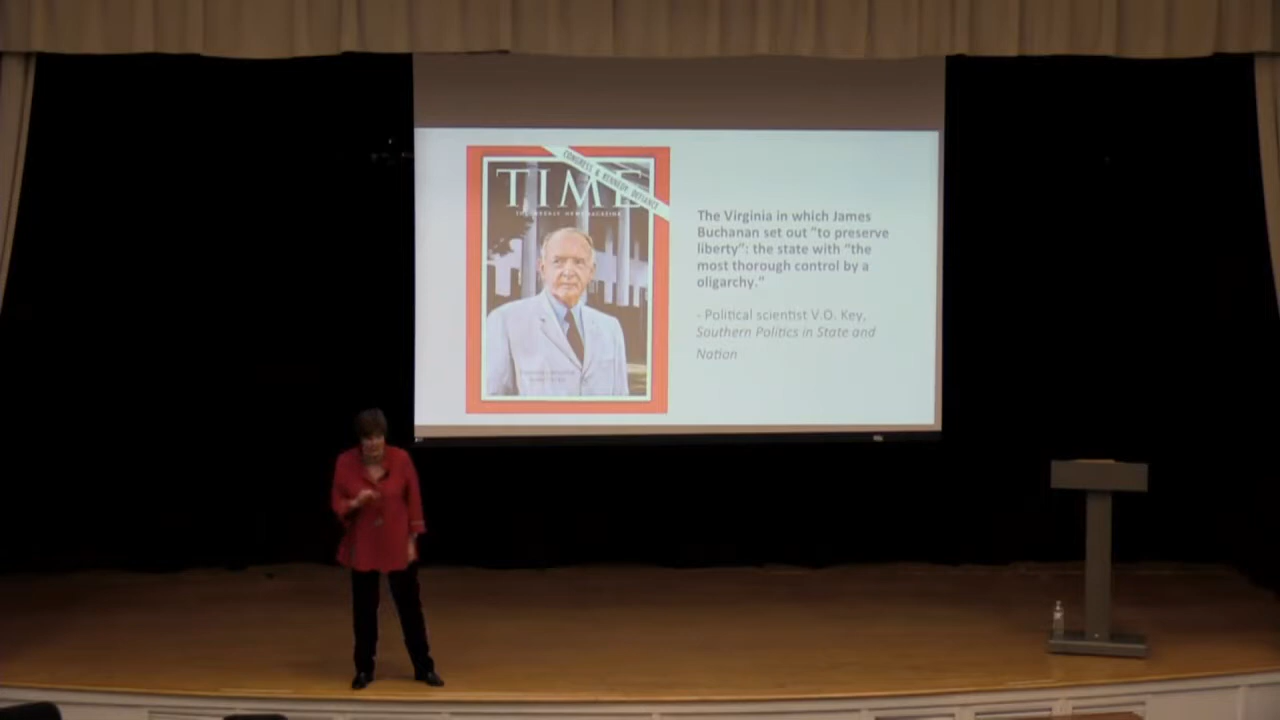 CONGRESS & KENNEDY DEFIANCE
TIME
THE WEEKLY NEWSMAGAZINE
The Virginia in which James
Buchanan set out “to preserve
liberty”: the state with “the
most thorough control by a
oligarchy.”
- Political scientist V.O. Key,
Southern Politics in State and
Nation